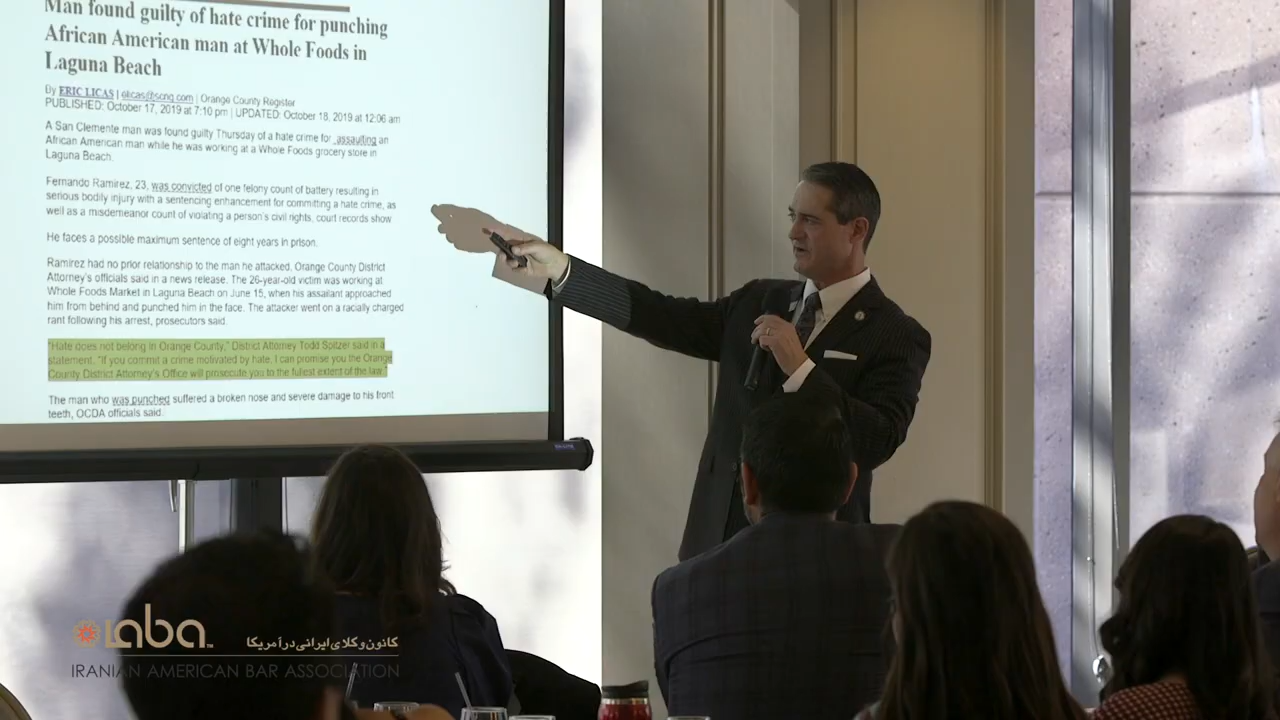 Man found guilty of hate crime for punching
African American man at Whole Foods in
Laguna Beach
By ERIC LICAS | elicas@scng.com | Orange County Register
PUBLISHED: October 17, 2019 at 7:10 pm | UPDATED: October 18, 2019 at 12:06 am
A San Clemente man was found guilty Thursday of a hate crime for assaulting an
African American man while he was working at a Whole Foods grocery store in
Laguna Beach.
Fernando Ramirez, 23, was convicted of one felony count of battery resulting in
serious bodily injury with a sentencing enhancement for committing a hate crime, as
well as a misdemeanor count of violating a person's civil rights, court records show
He faces a possible maximum sentence of eight years in prison.
Ramirez had no prior relationship to the man he attacked, Orange County District
Attorney's officials said in a news release. The 26-year-old victim was working at
Whole Foods Market in Laguna Beach on June 15, when his assailant approached
him from behind and punched him in the face. The attacker went on a racially charged
rant following his arrest, prosecutors said.
"Hate does not belong in Orange County," District Attorney Todd Spitzer said in a
statement. "If you commit a crime motivated by hate, I can promise you the Orange
County District Attorney's Office will prosecute you to the fullest extent of the law."
The man who was punched suffered a broken nose and severe damage to his front
teeth, OCDA officials said.
iaba™
کانون وکلای ایرانی در آمریکا
IRANIAN AMERICAN BAR ASSOCIATION